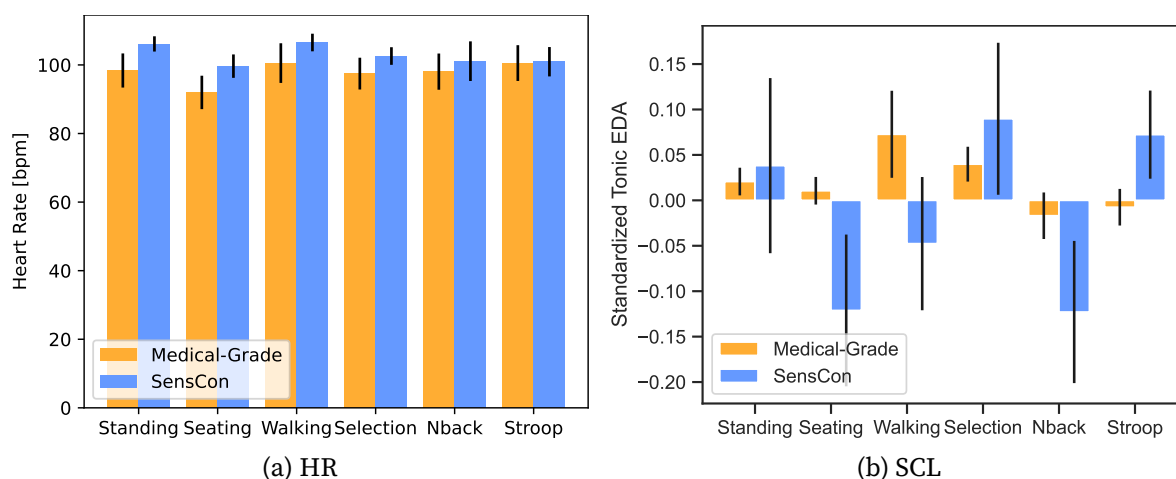 Heart Rate [bpm]
100
80
60
40
20
0
Medical-Grade
SensCon
Standing Seating Walking Selection Nback Stroop
(a) HR
Standardized Tonic EDA
0.15
0.10
0.05
0.00
−0.05
−0.10
−0.15
−0.20
Medical-Grade
SensCon
Standing Seating Walking Selection Nback Stroop
(b) SCL